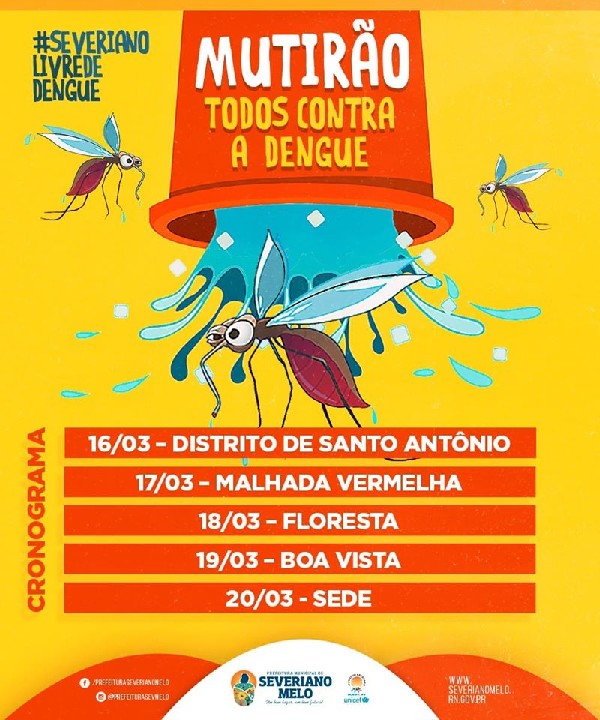 #SEVERIANO
LIVRE DE
DENGUE
MUTIRÃO
TODOS CONTRA
A DENGUE
CRONOGRAMA
16/03 – DISTRITO DE SANTO ANTÔNIO
17/03 – MALHADA VERMELHA
18/03 – FLORESTA
19/03 – BOA VISTA
20/03 - SEDE
/PREFEITURASEVERIANOMELO
@PREFEITURASEVMELO
PREFEITURA MUNICIPAL DE
SEVERIANO
MELO
unicef
WWW.
SEVERIANOMELO.
RN.GOV.BR